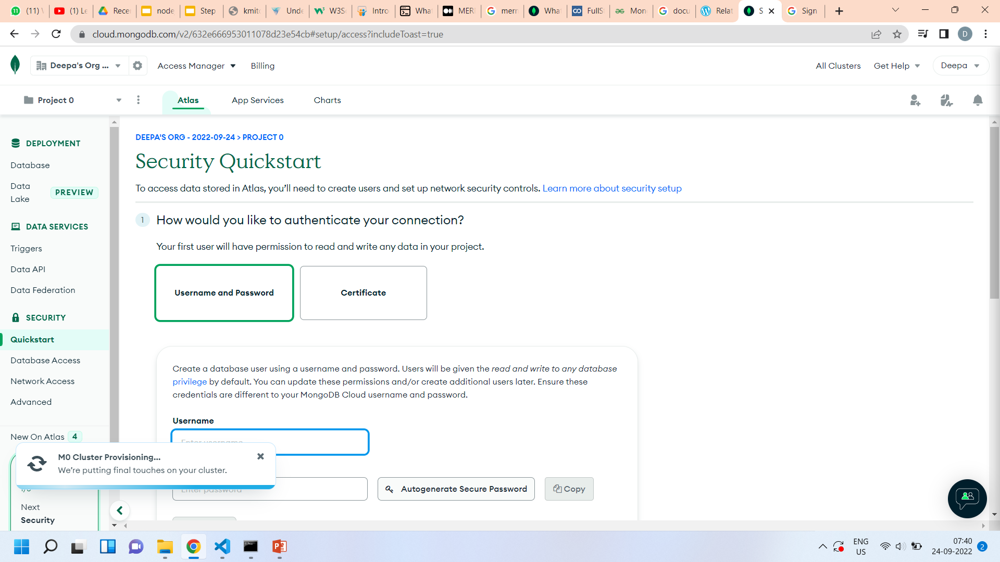 (11) \
(1) Le
Recen
node
Step
kmit
Unde
W3Sc
Intro
Wha
MERN
mern
Wha
FullS
Mon
docu
Relat
S
Sign
cloud.mongodb.com/v2/632e666953011078d23e54cb#setup/access?includeToast=true
D
Deepa's Org ...
Access Manager
Billing
All Clusters
Get Help
Deepa
Project 0
Atlas
App Services
Charts
DEPLOYMENT
Database
Data
Lake
PREVIEW
DATA SERVICES
Triggers
Data API
Data Federation
SECURITY
Quickstart
Database Access
Network Access
Advanced
New On Atlas 4
DEEPA'S ORG - 2022-09-24 > PROJECT 0
Security Quickstart
To access data stored in Atlas, you’ll need to create users and set up network security controls. Learn more about security setup
1 How would you like to authenticate your connection?
Your first user will have permission to read and write any data in your project.
Username and Password
Certificate
Create a database user using a username and password. Users will be given the read and write to any database
privilege by default. You can update these permissions and/or create additional users later. Ensure these
credentials are different to your MongoDB Cloud username and password.
Username
Enter username
M0 Cluster Provisioning...
We’re putting final touches on your cluster.
Enter password
Autogenerate Secure Password
Copy
Next
Security
ENG
US
07:40
24-09-2022
2